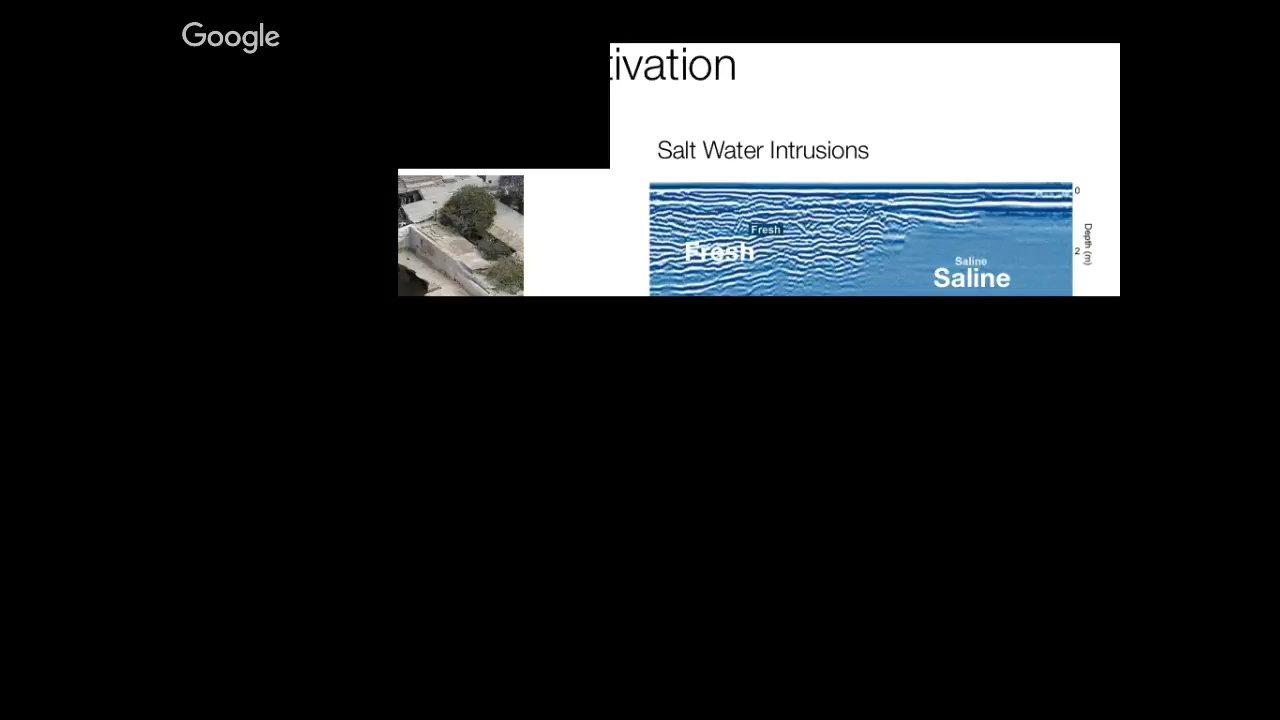 Google
tivation
Salt Water Intrusions
0
Fresh
Fresh
Depth (m)
2
Saline
Saline